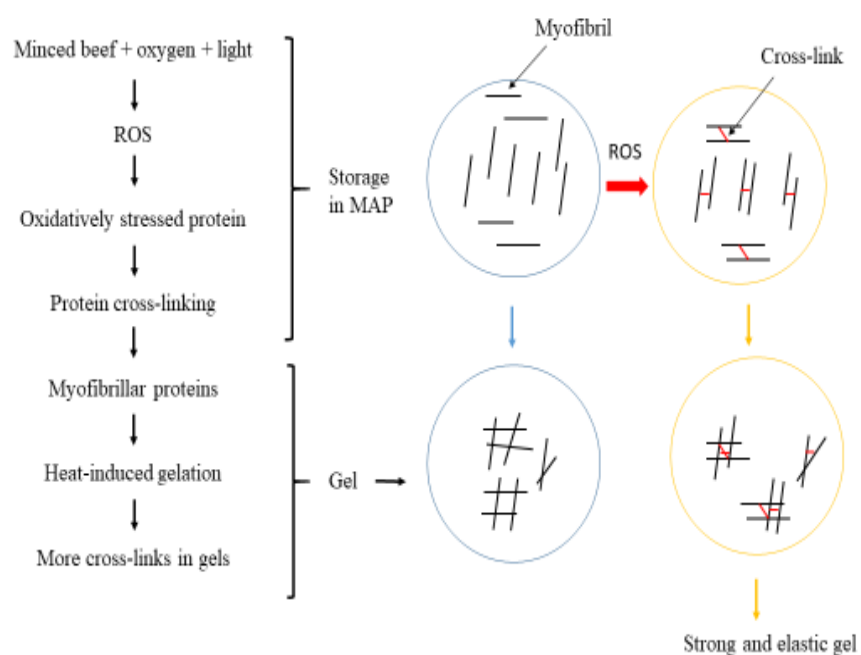 Minced beef + oxygen + light
ROS
Oxidatively stressed protein
Protein cross-linking
Myofibrillar proteins
Heat-induced gelation
More cross-links in gels
Storage
in MAP
Gel
Myofibril
ROS
Cross-link
Strong and elastic gel